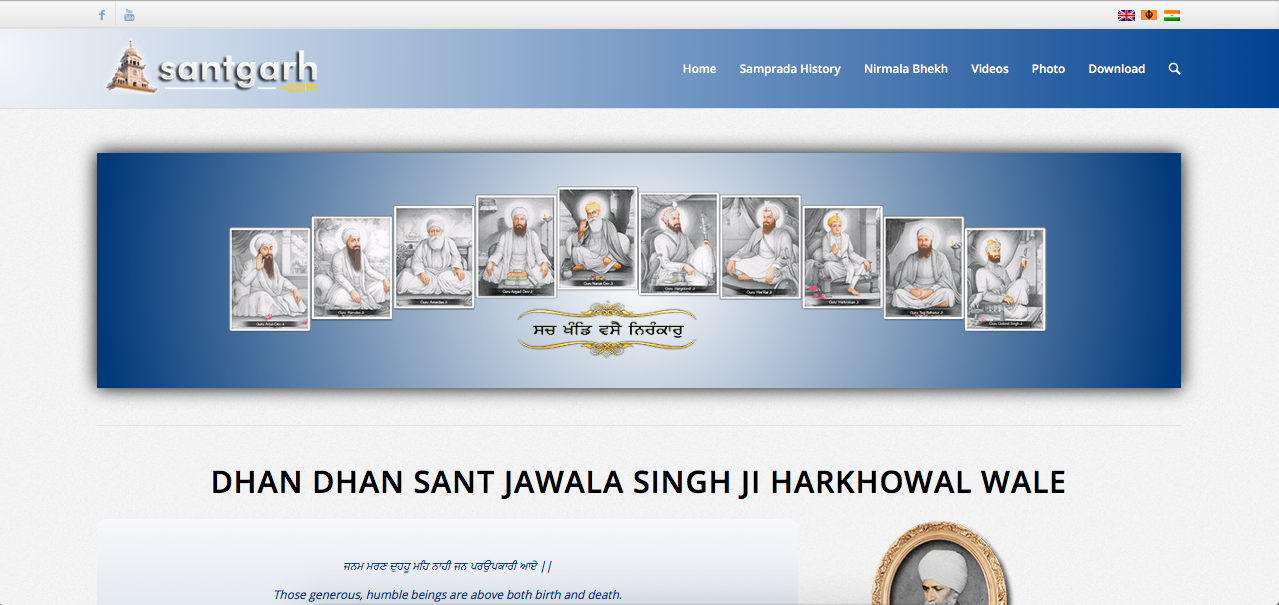 santgarh
.com
Home Samprada History Nirmala Bhekh Videos Photo Download
Guru Arjan Dev Ji
Guru Ramdas Ji
Guru Amardas Ji
Guru Angad Dev Ji
Guru Nanak Dev Ji
Guru Hargobind Ji
Guru Har Rai Ji
Guru Harkrishan Ji
Guru Teg Bahadur Ji
Guru Gobind Singh Ji
ਸਚ ਖੰਡਿ ਵਸੈ ਨਿਰੰਕਾਰੁ
DHAN DHAN SANT JAWALA SINGH JI HARKHOWAL WALE
ਜਨਮ ਮਰਣ ਦੁਹਹੂ ਮਹਿ ਨਾਹੀ ਜਨ ਪਰਉਪਕਾਰੀ ਆਏ ||
Those generous, humble beings are above both birth and death.